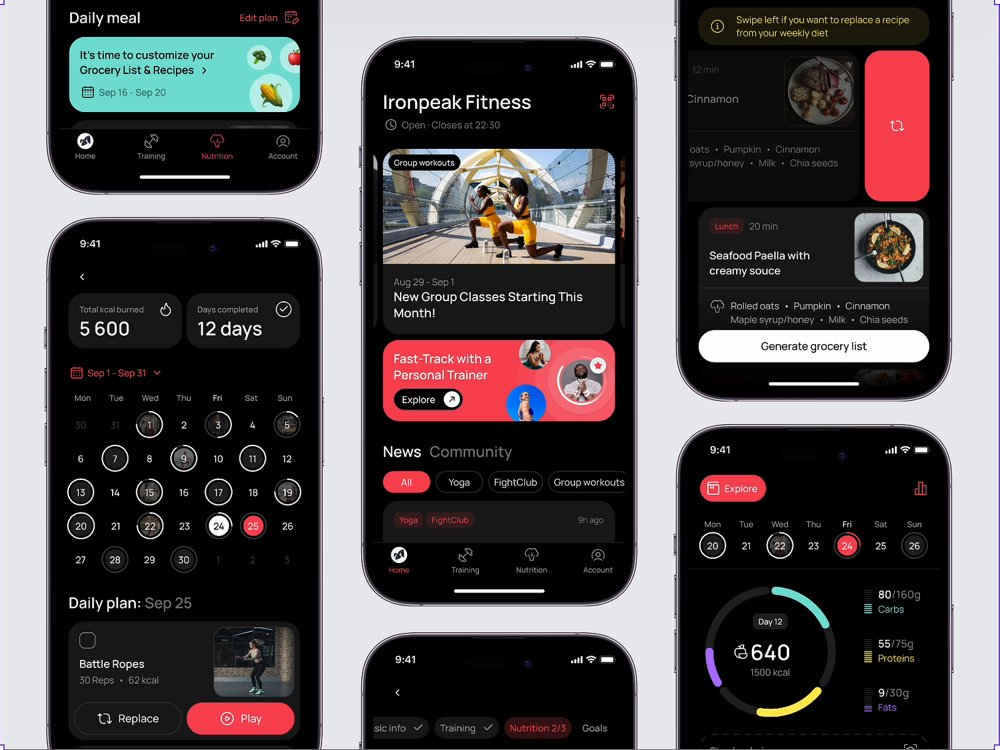 Daily meal
Edit plan
It's time to customize your
Grocery List & Recipes
Sep 16 - Sep 20
Home
Training
Nutrition
Account
9:41
Total kcal burned
5 600
Days completed
12 days
Sep 1 - Sep 31
Mon Tue Wed Thu Fri Sat Sun
30 31 1 2 3 4 5
6 7 8 9 10 11 12
13 14 15 16 17 18 19
20 21 22 23 24 25 26
27 28 29 30 1 2 3
Daily plan: Sep 25
Battle Ropes
30 Reps • 62 kcal
Replace
Play
9:41
Ironpeak Fitness
Open · Closes at 22:30
Group workouts
Aug 29 - Sep 1
New Group Classes Starting This
Month!
Fast-Track with a
Personal Trainer
Explore
News Community
All
Yoga
FightClub
Group workouts
Yoga
FightClub
9h ago
Home
Training
Nutrition
Account
9:41
sic info
Training
Nutrition 2/3
Goals
Swipe left if you want to replace a recipe
from your weekly diet
12 min
Cinnamon
oats • Pumpkin • Cinnamon
syrup/honey • Milk • Chia seeds
Lunch
20 min
Seafood Paella with
creamy souce
Rolled oats • Pumpkin • Cinnamon
Maple syrup/honey • Milk • Chia seeds
Generate grocery list
9:41
Explore
Mon Tue Wed Thu Fri Sat Sun
20 21 22 23 24 25 26
Day 12
640
1500 kcal
80/160g
Carbs
55/75g
Proteins
9/30g
Fats